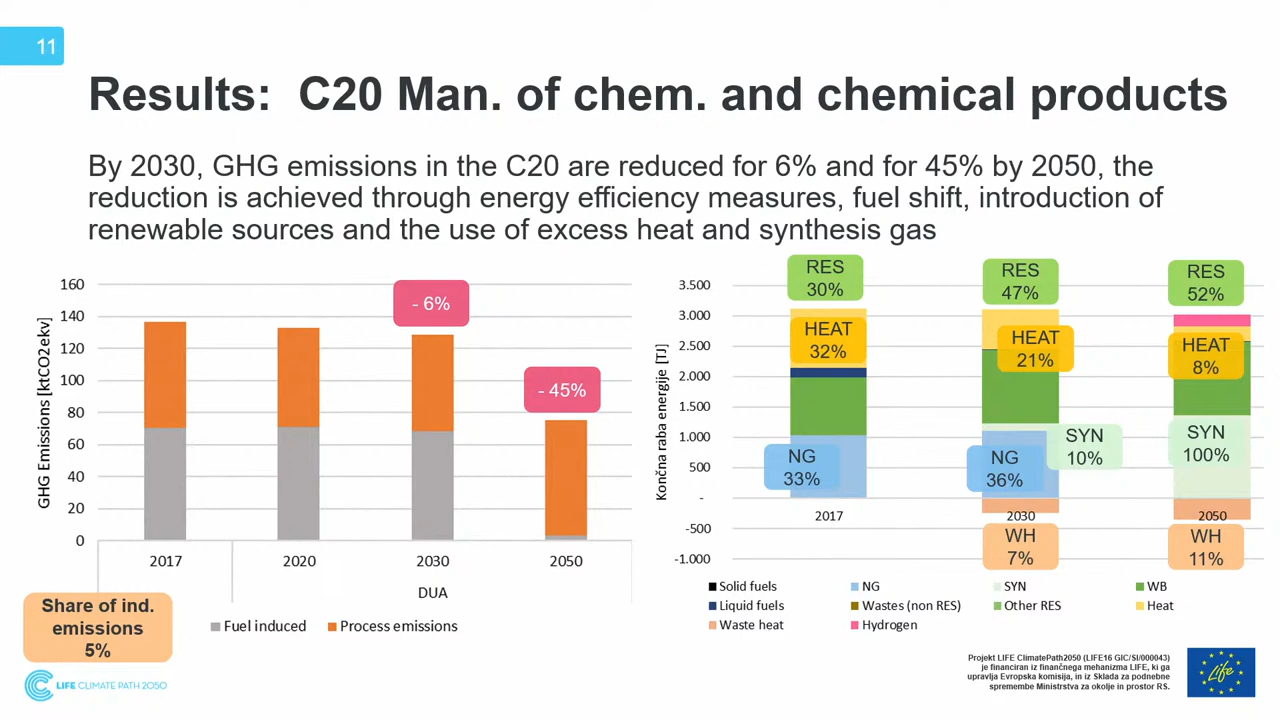 11
Results:  C20 Man. of chem. and chemical products
By 2030, GHG emissions in the C20 are reduced for 6% and for 45% by 2050, the
reduction is achieved through energy efficiency measures, fuel shift, introduction of
renewable sources and the use of excess heat and synthesis gas
GHG Emissions [ktCO2ekv]
160
140
120
100
80
60
40
20
0
- 6%
- 45%
2017
2020
2030
2050
DUA
Fuel induced
Process emissions
Share of ind.
emissions
5%
Končna raba energije [TJ]
3.500
3.000
2.500
2.000
1.500
1.000
500
-
-500
-1.000
RES
30%
HEAT
32%
NG
33%
2017
RES
47%
HEAT
21%
SYN
10%
NG
36%
2030
WH
7%
RES
52%
HEAT
8%
SYN
100%
2050
WH
11%
Solid fuels
NG
SYN
WB
Liquid fuels
Wastes (non RES)
Other RES
Heat
Waste heat
Hydrogen
LIFE CLIMATE PATH 2050
Projekt LIFE ClimatePath2050 (LIFE16 GIC/SI/000043)
je financiran iz finančnega mehanizma LIFE, ki ga
upravlja Evropska komisija, in iz Sklada za podnebne
spremembe Ministrstva za okolje in prostor RS.
Life